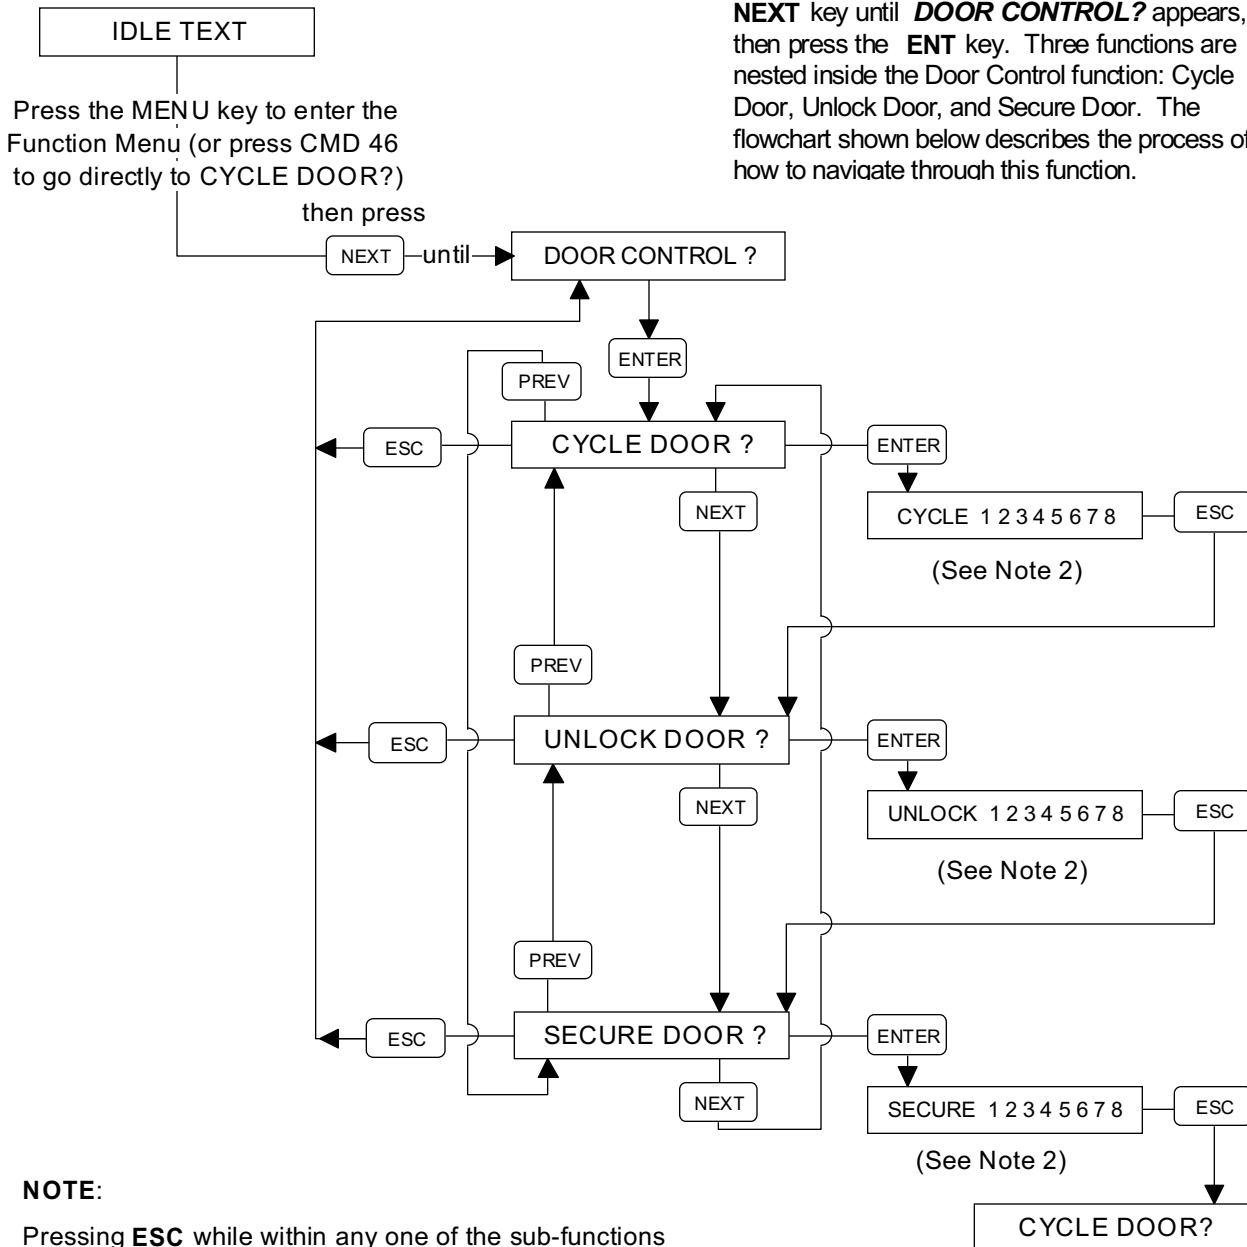 NEXT key until DOOR CONTROL? appears,
then press the ENT key. Three functions are
nested inside the Door Control function: Cycle
Door, Unlock Door, and Secure Door. The
flowchart shown below describes the process of
how to navigate through this function.
IDLE TEXT
Press the MENU key to enter the
Function Menu (or press CMD 46
to go directly to CYCLE DOOR?)
then press
NEXT until DOOR CONTROL ?
ENTER
PREV
ESC CYCLE DOOR ? ENTER
NEXT
CYCLE 1 2 3 4 5 6 7 8 ESC
(See Note 2)
PREV
ESC UNLOCK DOOR ? ENTER
NEXT
UNLOCK 1 2 3 4 5 6 7 8 ESC
(See Note 2)
PREV
ESC SECURE DOOR ? ENTER
NEXT
SECURE 1 2 3 4 5 6 7 8 ESC
(See Note 2)
CYCLE DOOR?
NOTE:
Pressing ESC while within any one of the sub-functions